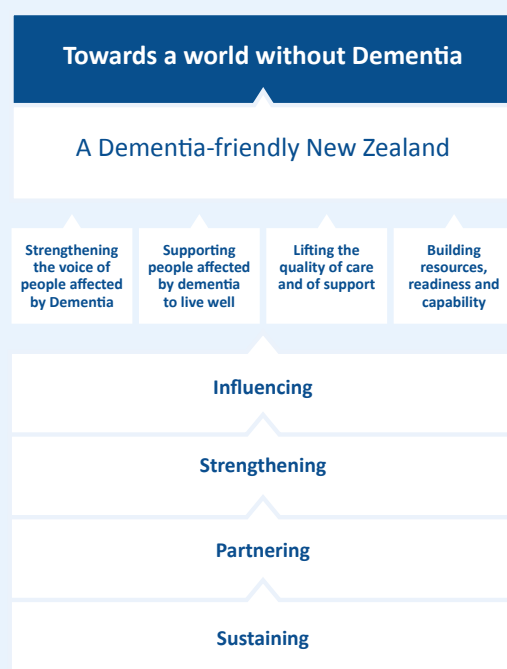 Towards a world without Dementia
A Dementia-friendly New Zealand
Strengthening
the voice of
people affected
by Dementia
Supporting
people affected
by dementia
to live well
Lifting the
quality of care
and of support
Building
resources,
readiness and
capability
Influencing
Strengthening
Partnering
Sustaining